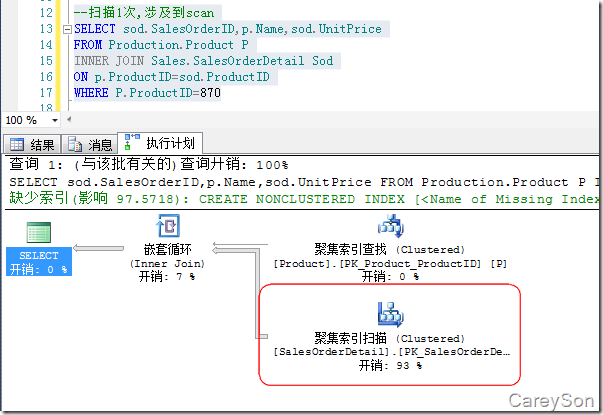 12
13 --扫描1次,涉及到scan
SELECT sod.SalesOrderID,p.Name,sod.UnitPrice
14 FROM Production.Product P
15 INNER JOIN Sales.SalesOrderDetail Sod
16 ON p.ProductID=sod.ProductID
17 WHERE P.ProductID=870
18
100 %
结果 消息 执行计划
查询 1: (与该批有关的)查询开销: 100%
SELECT sod.SalesOrderID,p.Name,sod.UnitPrice FROM Production.Product P I
缺少索引(影响 97.5718): CREATE NONCLUSTERED INDEX [<Name of Missing Index
SELECT
开销: 0 %
嵌套循环
(Inner Join)
开销: 7 %
聚集索引查找 (Clustered)
[Product].[PK_Product_ProductID] [P]
开销: 0 %
聚集索引扫描 (Clustered)
[SalesOrderDetail].[PK_SalesOrderDe…
开销: 93 %
CareySon